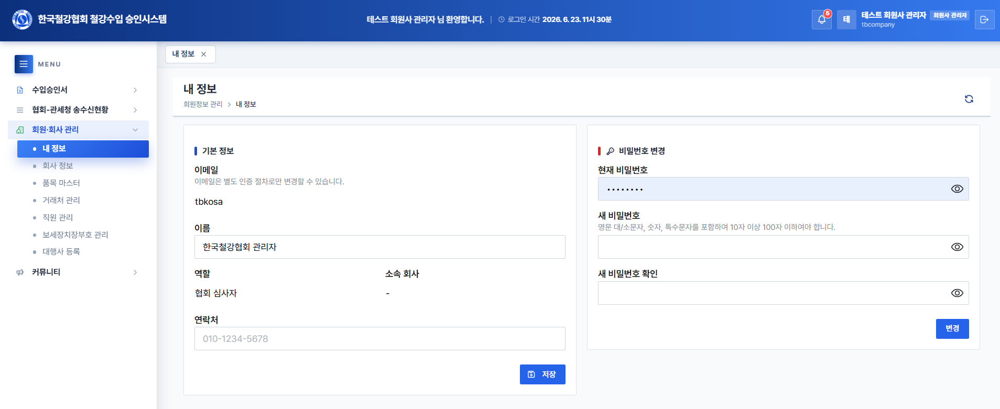 한국철강협회 철강수입 승인시스템
테스트 회원사 관리자 님 환영합니다. | 로그인 시간 2026. 6. 23. 11시 30분
5
테
테스트 회원사 관리자 회원사 관리자
tbcompany
MENU
수입승인서
협회-관세청 송수신현황
회원·회사 관리
내 정보
회사 정보
품목 마스터
거래처 관리
직원 관리
보세장치장부호 관리
대행사 등록
커뮤니티
내 정보
내 정보
회원정보 관리 > 내 정보
기본 정보
이메일
이메일은 별도 인증 절차로만 변경할 수 있습니다.
tbkosa
이름
한국철강협회 관리자
역할 소속 회사
협회 심사자 -
연락처
010-1234-5678
저장
비밀번호 변경
현재 비밀번호
••••••••
새 비밀번호
영문 대/소문자, 숫자, 특수문자를 포함하여 10자 이상 100자 이하여야 합니다.
새 비밀번호 확인
변경